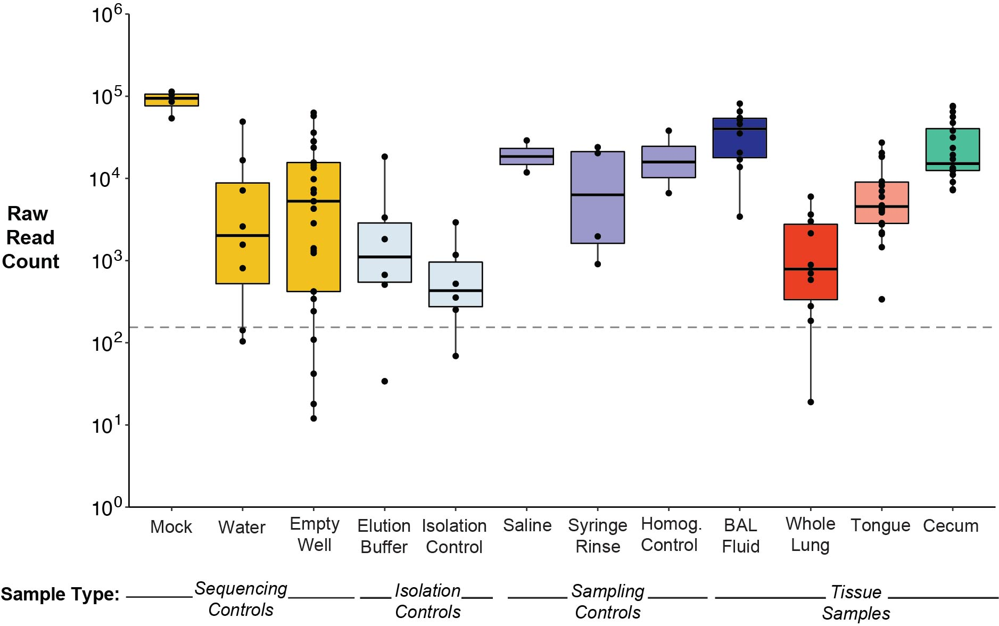 10^6
10^5
10^4
10^3
10^2
10^1
10^0
Raw
Read
Count
Mock
Water
Empty
Well
Elution
Buffer
Isolation
Control
Saline
Syringe
Rinse
Homog.
Control
BAL
Fluid
Whole
Lung
Tongue
Cecum
Sample Type:
Sequencing
Controls
Isolation
Controls
Sampling
Controls
Tissue
Samples